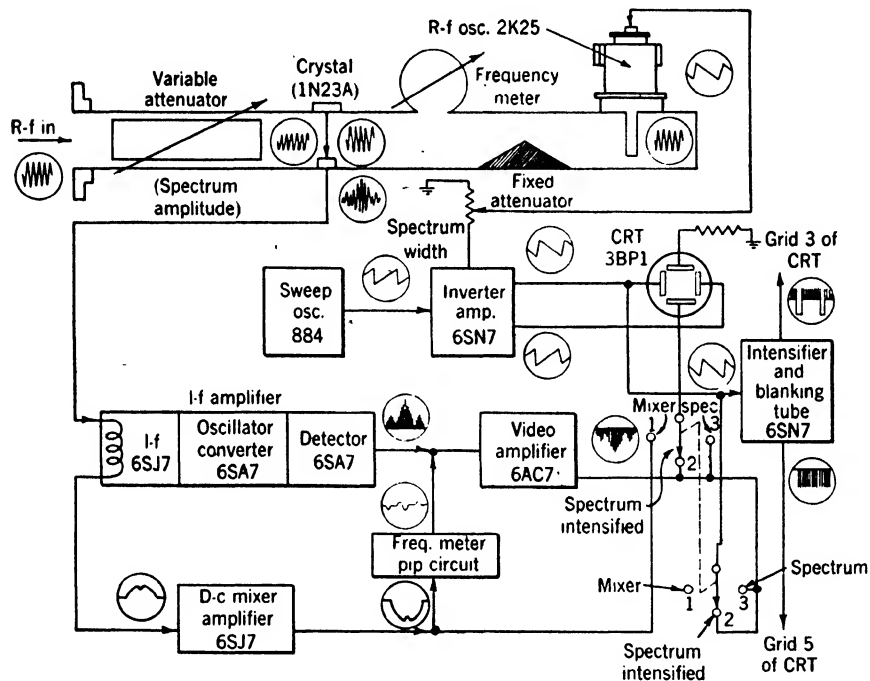 R-f osc. 2K25
Variable
attenuator
Crystal
(1N23A)
Frequency
meter
R-f in
(Spectrum
amplitude)
Fixed
attenuator
Spectrum
width
CRT
3BP1
Grid 3 of
CRT
Sweep
osc.
884
Inverter
amp.
6SN7
Intensifier
and
blanking
tube
6SN7
I-f amplifier
I-f
6SJ7
Oscillator
converter
6SA7
Detector
6SA7
Video
amplifier
6AC7
Mixer spec
1
3
2
Spectrum
intensified
Freq. meter
pip circuit
Mixer
1
3
Spectrum
2
D-c mixer
amplifier
6SJ7
Spectrum
intensified
Grid 5
of CRT